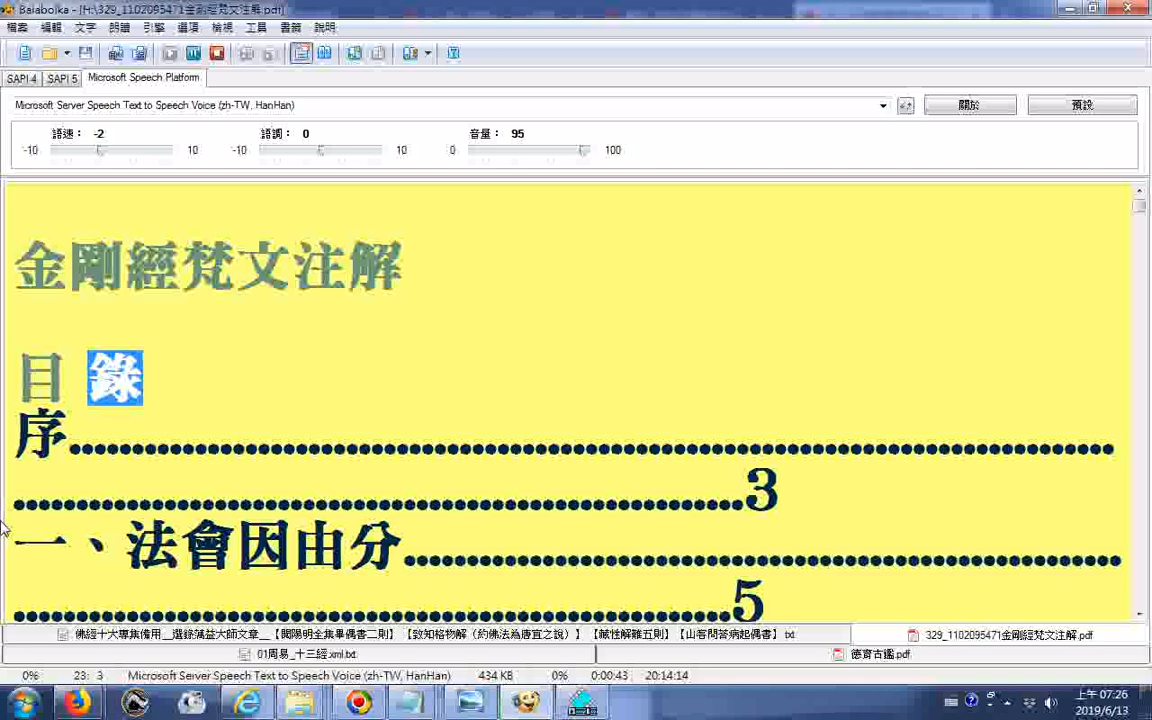 Balabolka - [H:\329_1102095471金剛經梵文注解.pdf]
檔案 編輯 文字 朗讀 引擎 選項 檢視 工具 書籤 說明
SAPI 4 SAPI 5 Microsoft Speech Platform
Microsoft Server Speech Text to Speech Voice (zh-TW, HanHan) 關於 預設
語速： -2 語調： 0 音量： 95
-10 10 -10 10 0 100
金剛經梵文注解
目 錄
序..........................................................................................
..........................................................3
一、法會因由分.........................................................
.........................................................5
佛經十大專集備用__選錄蕅益大師文章__【閱陽明全集畢偶書二則】【致知格物解（約佛法為唐宜之說）】【鹹性解難五則】【山客問答病起偶書】 txt 329_1102095471金剛經梵文注解.pdf
01周易_十三經.xml.txt 德育古鑑.pdf
0% 23: 3 Microsoft Server Speech Text to Speech Voice (zh-TW, HanHan) 434 KB 0% 0:00:43 20:14:14
上午 07:26
2019/6/13